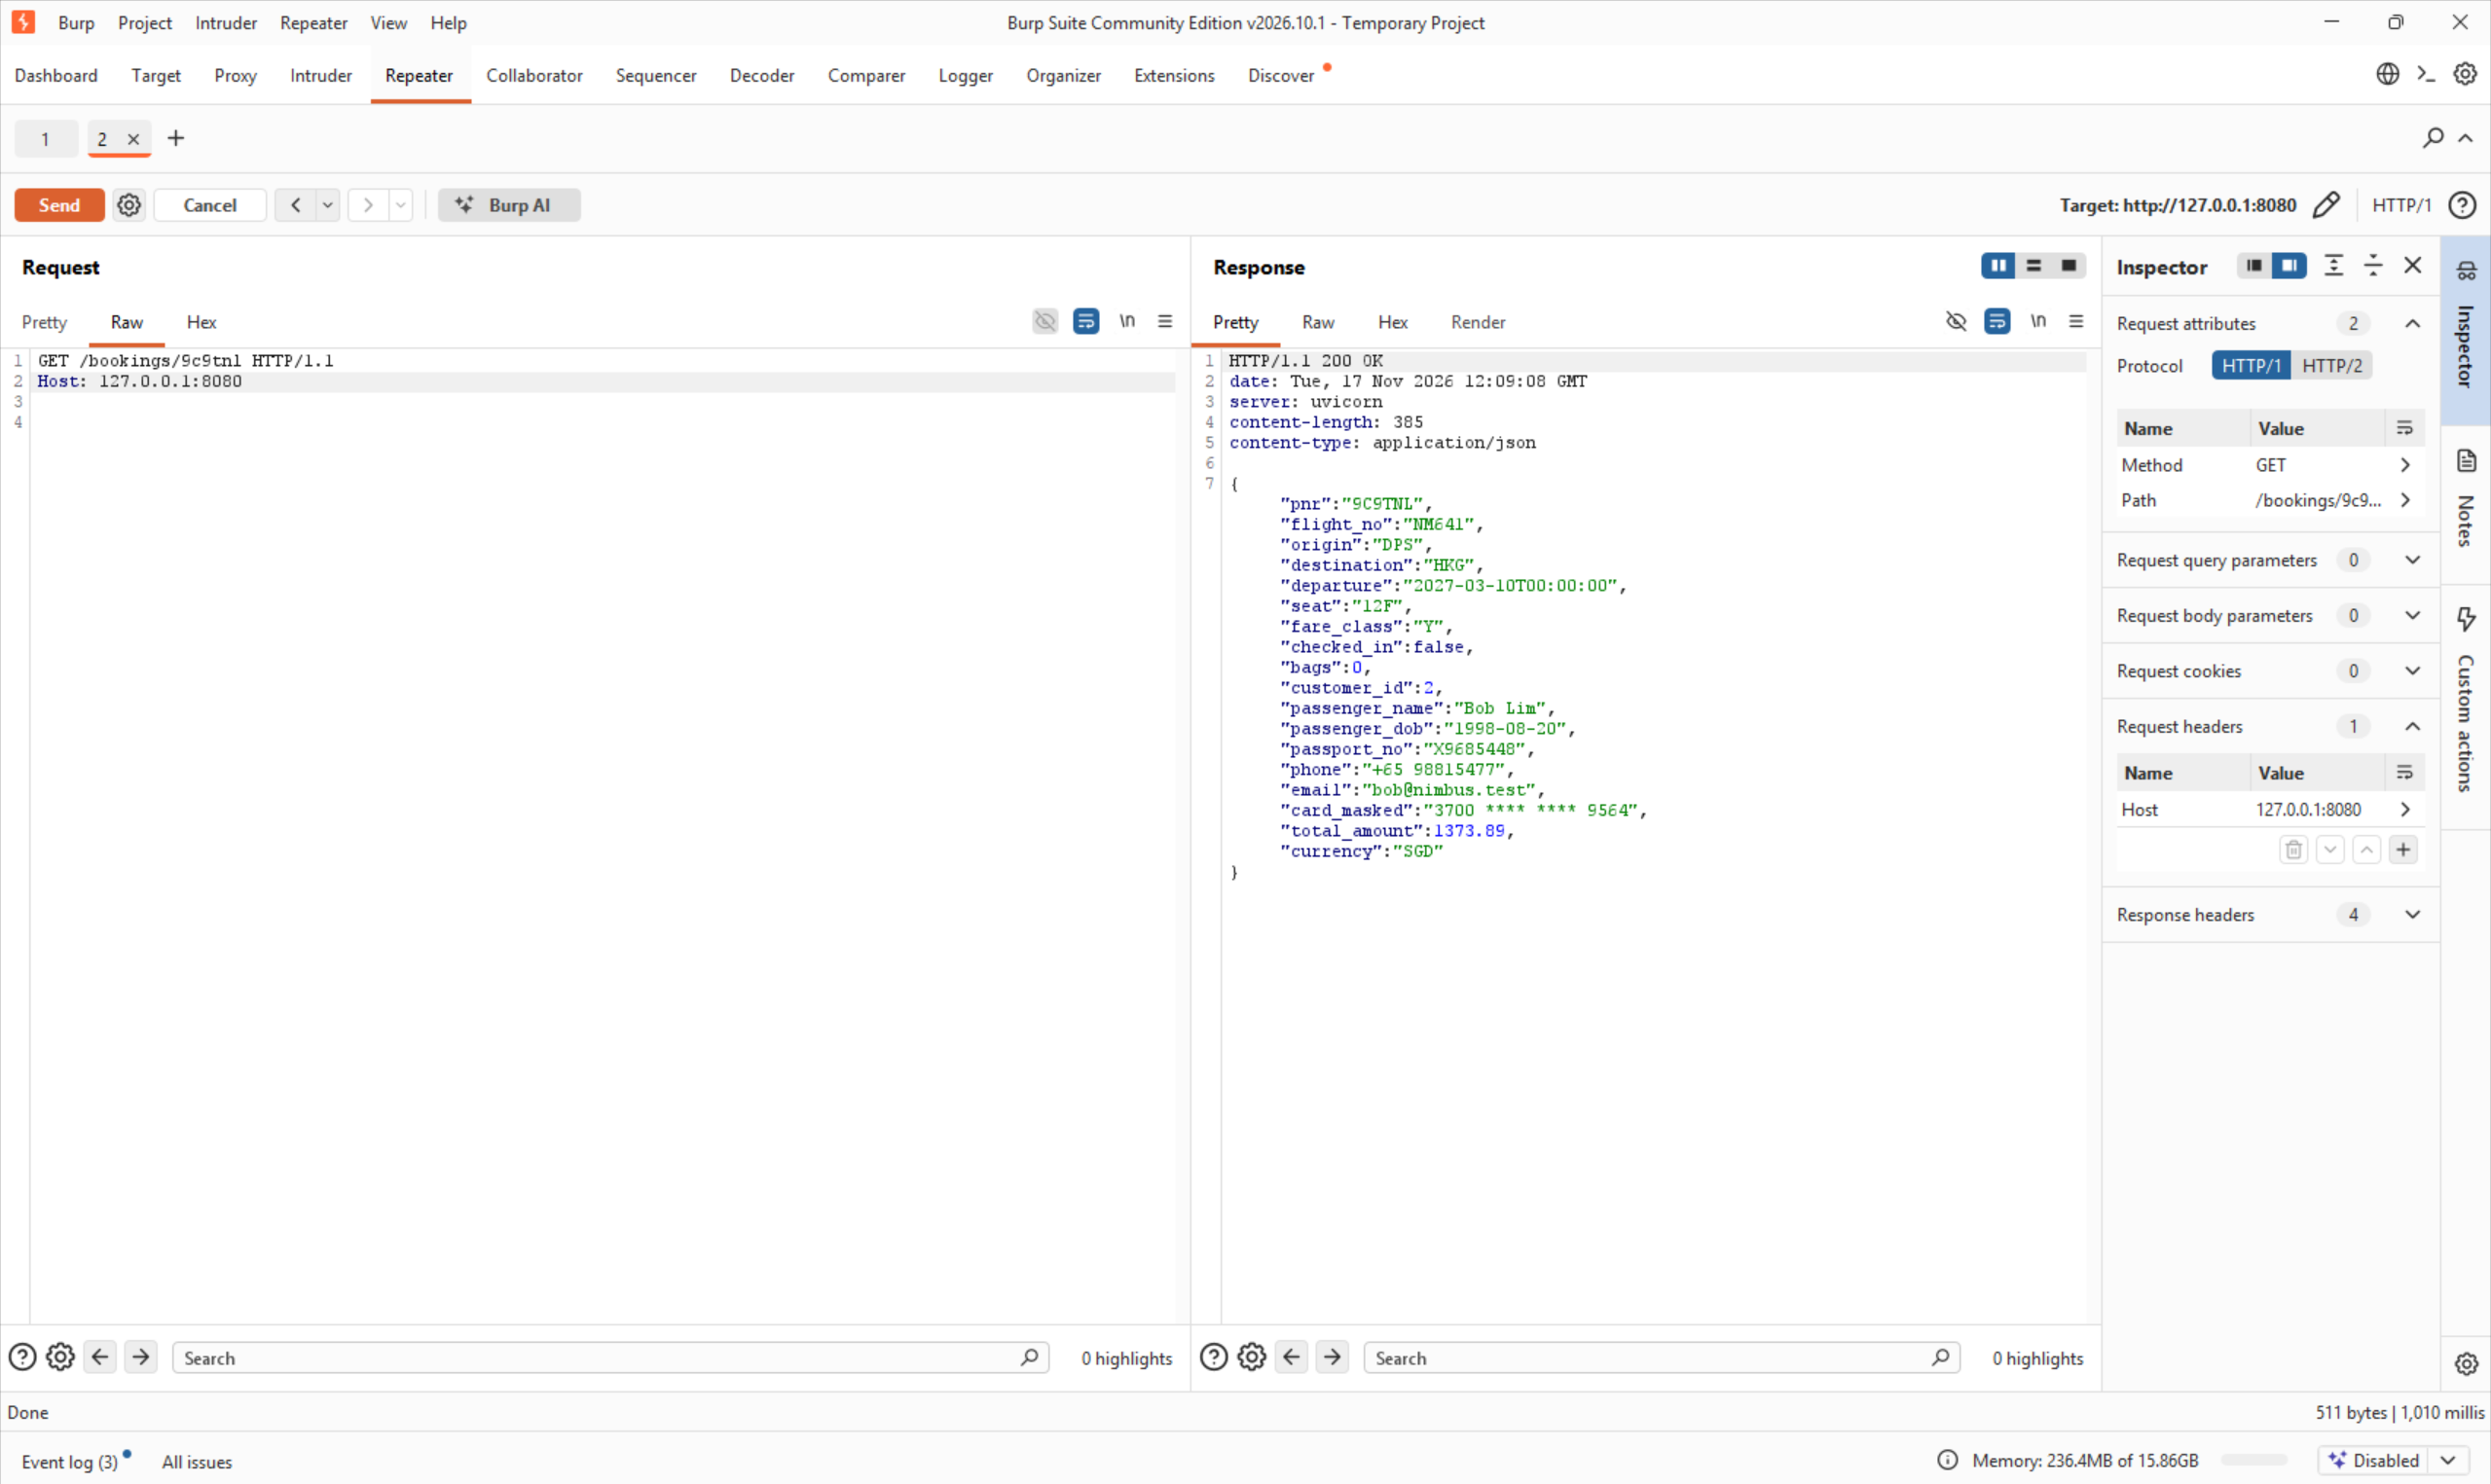 Burp Project Intruder Repeater View Help
Burp Suite Community Edition v2026.10.1 - Temporary Project
Dashboard Target Proxy Intruder Repeater Collaborator Sequencer Decoder Comparer Logger Organizer Extensions Discover
1 2
Send Cancel Burp AI
Target: http://127.0.0.1:8080 HTTP/1
Request
Pretty Raw Hex
\n
1 GET /bookings/9c9tnl HTTP/1.1
2 Host: 127.0.0.1:8080
3
4
Search
0 highlights
Response
Pretty Raw Hex Render
\n
1 HTTP/1.1 200 OK
2 date: Tue, 17 Nov 2026 12:09:08 GMT
3 server: uvicorn
4 content-length: 385
5 content-type: application/json
6
7 {
"pnr":"9C9TNL",
"flight_no":"NM641",
"origin":"DPS",
"destination":"HKG",
"departure":"2027-03-10T00:00:00",
"seat":"12F",
"fare_class":"Y",
"checked_in":false,
"bags":0,
"customer_id":2,
"passenger_name":"Bob Lim",
"passenger_dob":"1998-08-20",
"passport_no":"X9685448",
"phone":"+65 98815477",
"email":"bob@nimbus.test",
"card_masked":"3700 **** **** 9564",
"total_amount":1373.89,
"currency":"SGD"
}
Search
0 highlights
Inspector
Request attributes 2
Protocol HTTP/1 HTTP/2
Name Value
Method GET
Path /bookings/9c9...
Request query parameters 0
Request body parameters 0
Request cookies 0
Request headers 1
Name Value
Host 127.0.0.1:8080
Response headers 4
Inspector
Notes
Custom actions
Done
511 bytes | 1,010 millis
Event log (3) All issues
Memory: 236.4MB of 15.86GB
Disabled